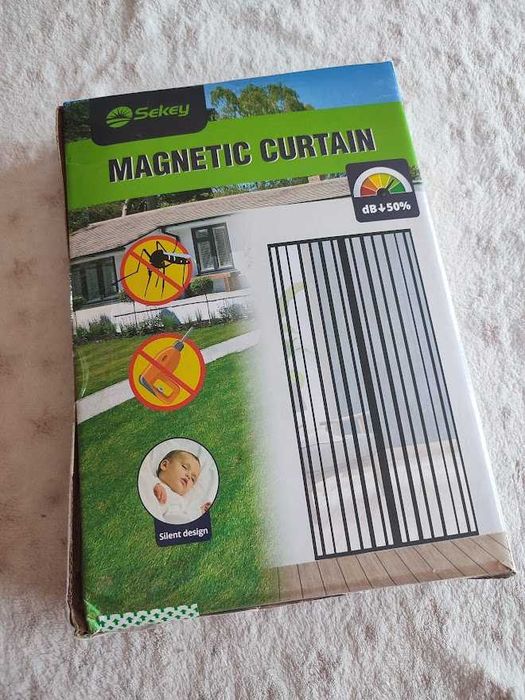 Sekey
MAGNETIC CURTAIN
dB↓50%
Silent design